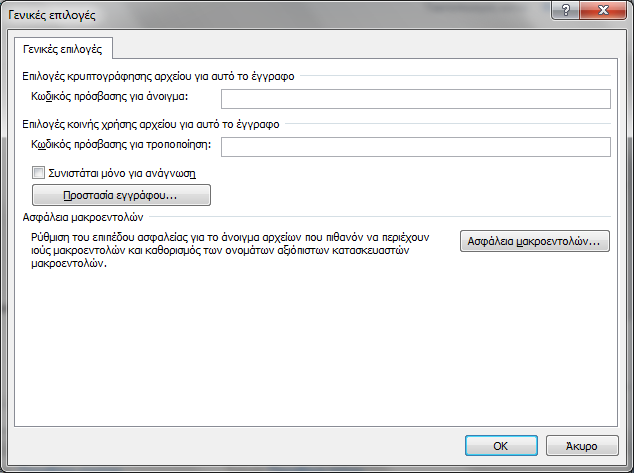 Γενικές επιλογές
Γενικές επιλογές
Επιλογές κρυπτογράφησης αρχείου για αυτό το έγγραφο
Κωδικός πρόσβασης για άνοιγμα:
Επιλογές κοινής χρήσης αρχείου για αυτό το έγγραφο
Κωδικός πρόσβασης για τροποποίηση:
Συνιστάται μόνο για ανάγνωση
Προστασία εγγράφου...
Ασφάλεια μακροεντολών
Ρύθμιση του επιπέδου ασφαλείας για το άνοιγμα αρχείων που πιθανόν να περιέχουν
ιούς μακροεντολών και καθορισμός των ονομάτων αξιόπιστων κατασκευαστών
μακροεντολών.
Ασφάλεια μακροεντολών...
OK
Άκυρο